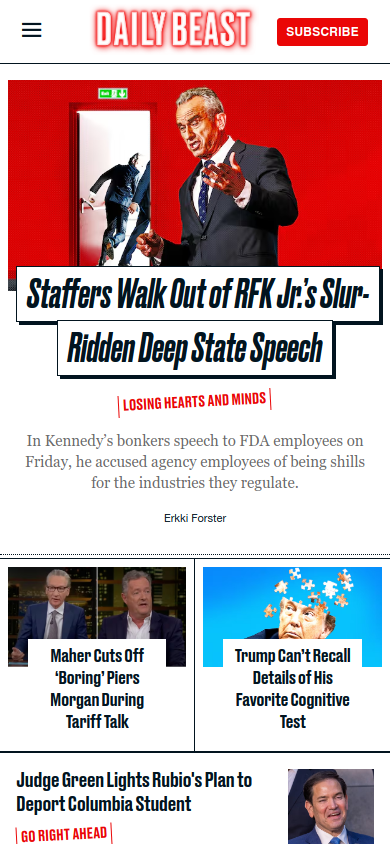 DAILY BEAST
SUBSCRIBE
Exit
Staffers Walk Out of RFK Jr.'s Slur-
Ridden Deep State Speech
LOSING HEARTS AND MINDS
In Kennedy's bonkers speech to FDA employees on
Friday, he accused agency employees of being shills
for the industries they regulate.
Erkki Forster
Maher Cuts Off
'Boring' Piers
Morgan During
Tariff Talk
Trump Can't Recall
Details of His
Favorite Cognitive
Test
Judge Green Lights Rubio's Plan to
Deport Columbia Student
GO RIGHT AHEAD